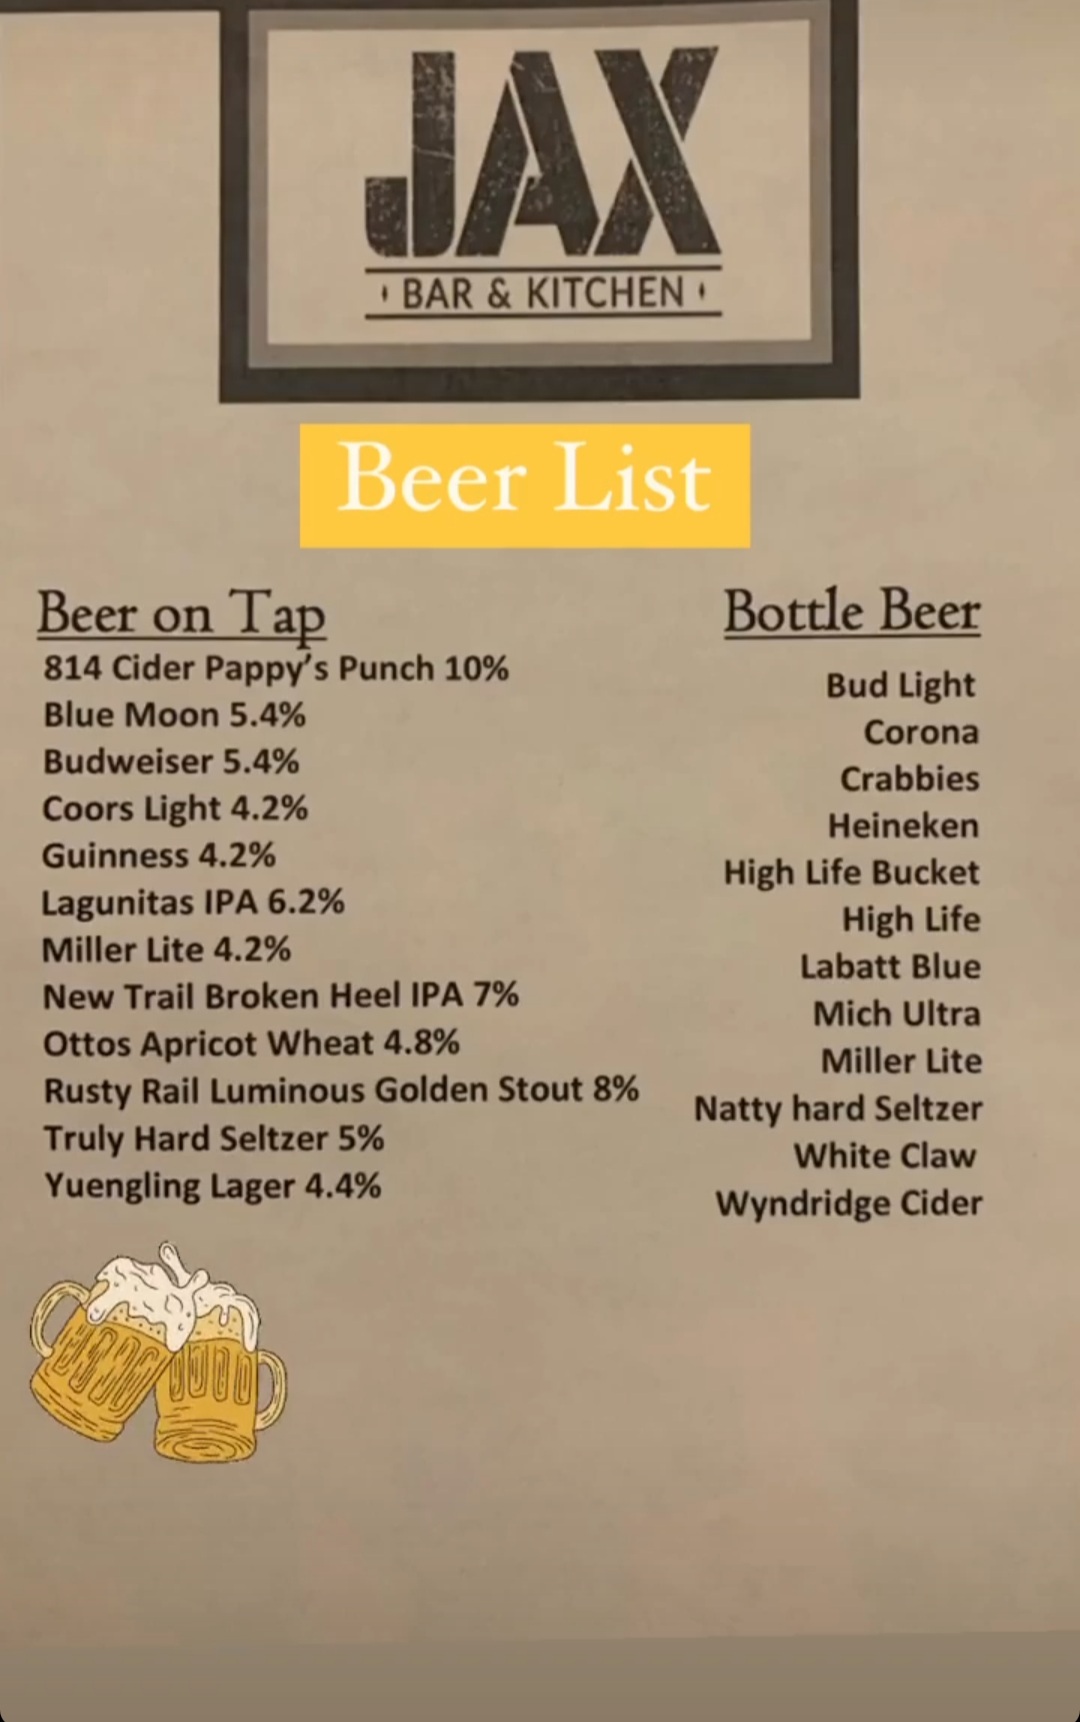 JAX
BAR & KITCHEN
Beer List
Beer on Tap
814 Cider Pappy's Punch 10%
Blue Moon 5.4%
Budweiser 5.4%
Coors Light 4.2%
Guinness 4.2%
Lagunitas IPA 6.2%
Miller Lite 4.2%
New Trail Broken Heel IPA 7%
Ottos Apricot Wheat 4.8%
Rusty Rail Luminous Golden Stout 8%
Truly Hard Seltzer 5%
Yuengling Lager 4.4%
Bottle Beer
Bud Light
Corona
Crabbies
Heineken
High Life Bucket
High Life
Labatt Blue
Mich Ultra
Miller Lite
Natty hard Seltzer
White Claw
Wyndridge Cider